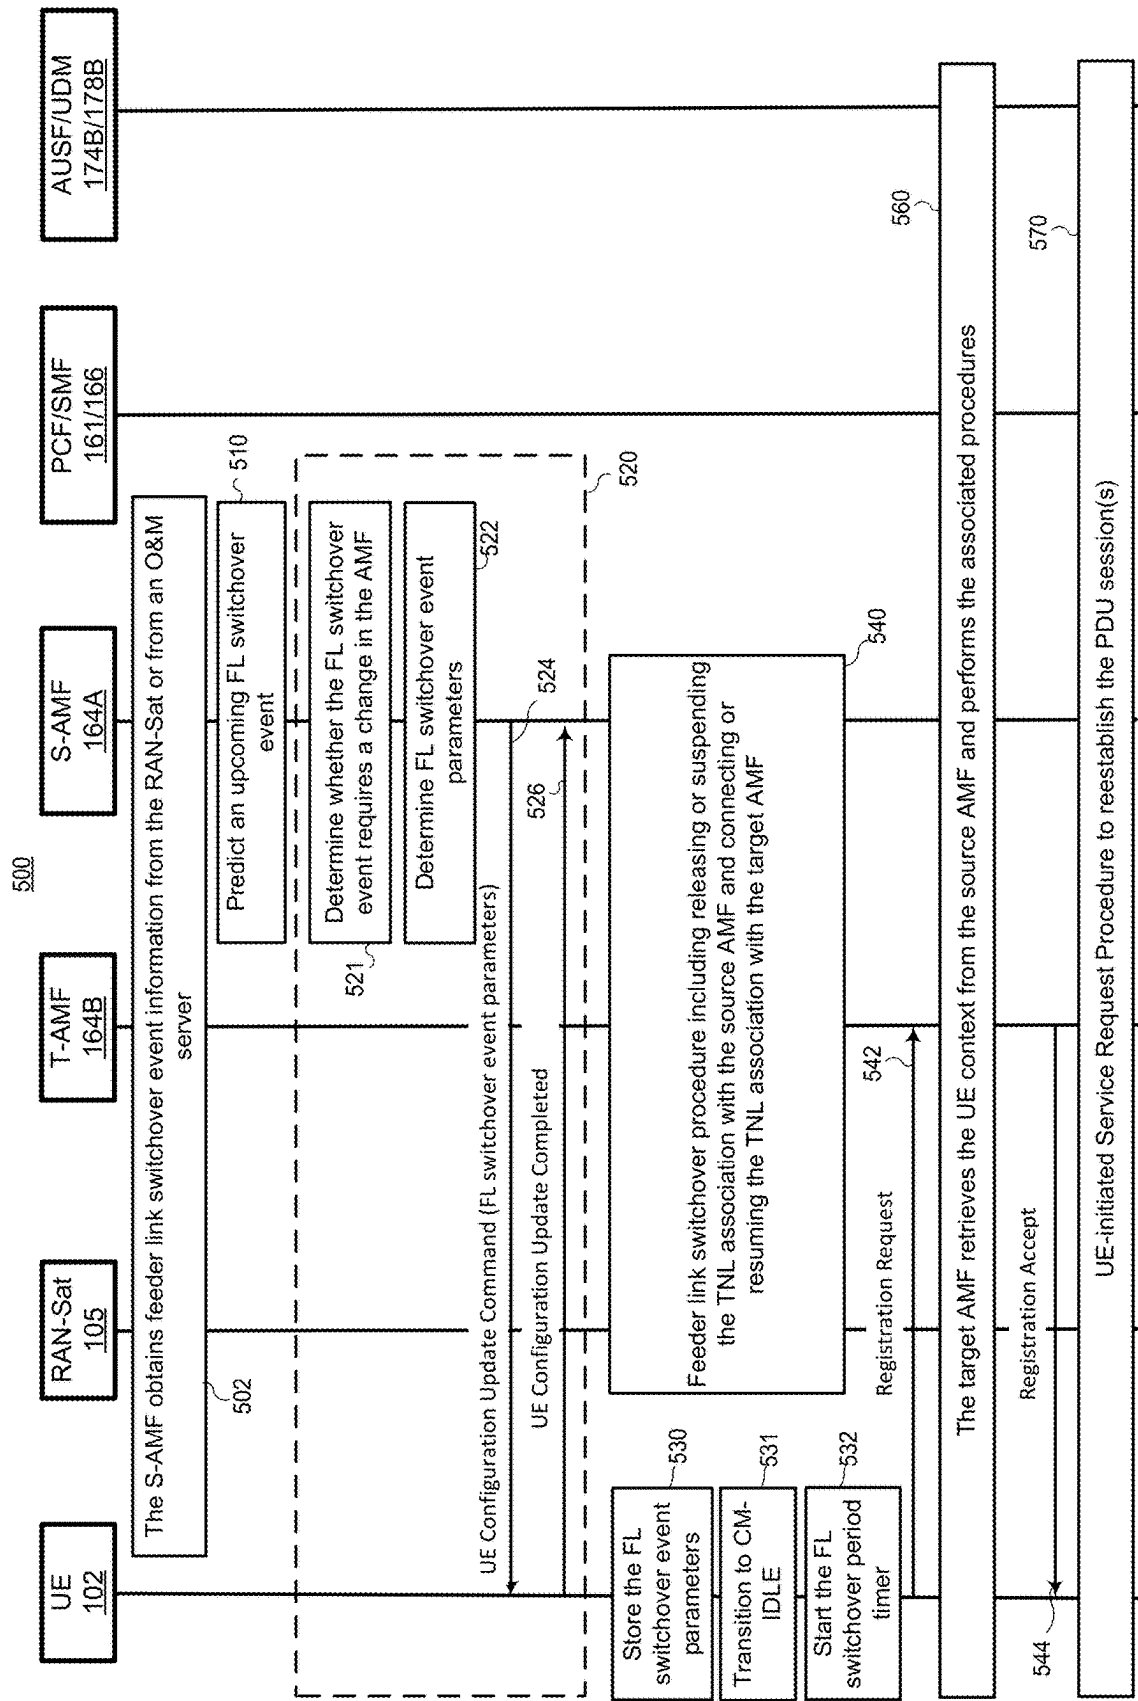 500
UE
102
RAN-Sat
105
T-AMF
164B
S-AMF
164A
PCF/SMF
161/166
AUSF/UDM
174B/178B
The S-AMF obtains feeder link switchover event information from the RAN-Sat or from an O&M
server
502
Predict an upcoming FL switchover
event
510
Determine whether the FL switchover
event requires a change in the AMF
521
Determine FL switchover event
parameters
522
520
UE Configuration Update Command (FL switchover event parameters)
524
UE Configuration Update Completed
526
Store the FL
switchover event
parameters
530
Transition to CM-
IDLE
531
Start the FL
switchover period
timer
532
Feeder link switchover procedure including releasing or suspending
the TNL association with the source AMF and connecting or
resuming the TNL association with the target AMF
540
Registration Request
542
560
The target AMF retrieves the UE context from the source AMF and performs the associated procedures
Registration Accept
544
570
UE-initiated Service Request Procedure to reestablish the PDU session(s)